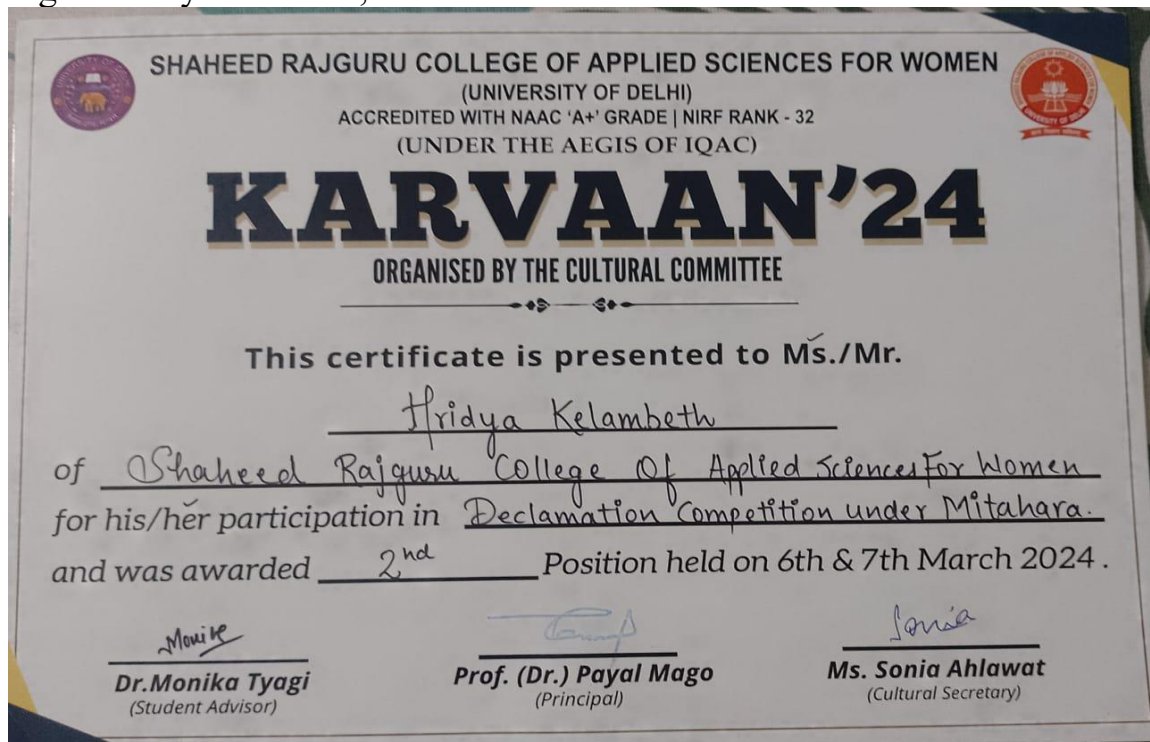 SHAHEED RAJGURU COLLEGE OF APPLIED SCIENCES FOR WOMEN
(UNIVERSITY OF DELHI)
ACCREDITED WITH NAAC 'A+' GRADE | NIRF RANK - 32
(UNDER THE AEGIS OF IQAC)
KARVAAN'24
ORGANISED BY THE CULTURAL COMMITTEE
This certificate is presented to Ms./Mr.
Hridya Kelambeth
of Shaheed Rajguru College Of Applied Sciences For Women
for his/her participation in Declamation Competition under Mitahara.
and was awarded 2nd Position held on 6th & 7th March 2024.
Sonia
Dr.Monika Tyagi
(Student Advisor)
Prof. (Dr.) Payal Mago
(Principal)
Ms. Sonia Ahlawat
(Cultural Secretary)